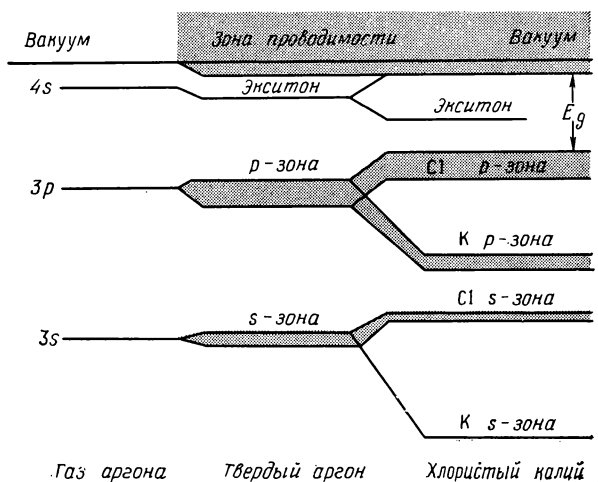 Вакуум Зона проводимости Вакуум
4s Экситон
Экситон
Eg
3p p-зона Cl p-зона
K p-зона
Cl s-зона
3s s-зона
K s-зона
Газ аргона Твердый аргон Хлористый калий